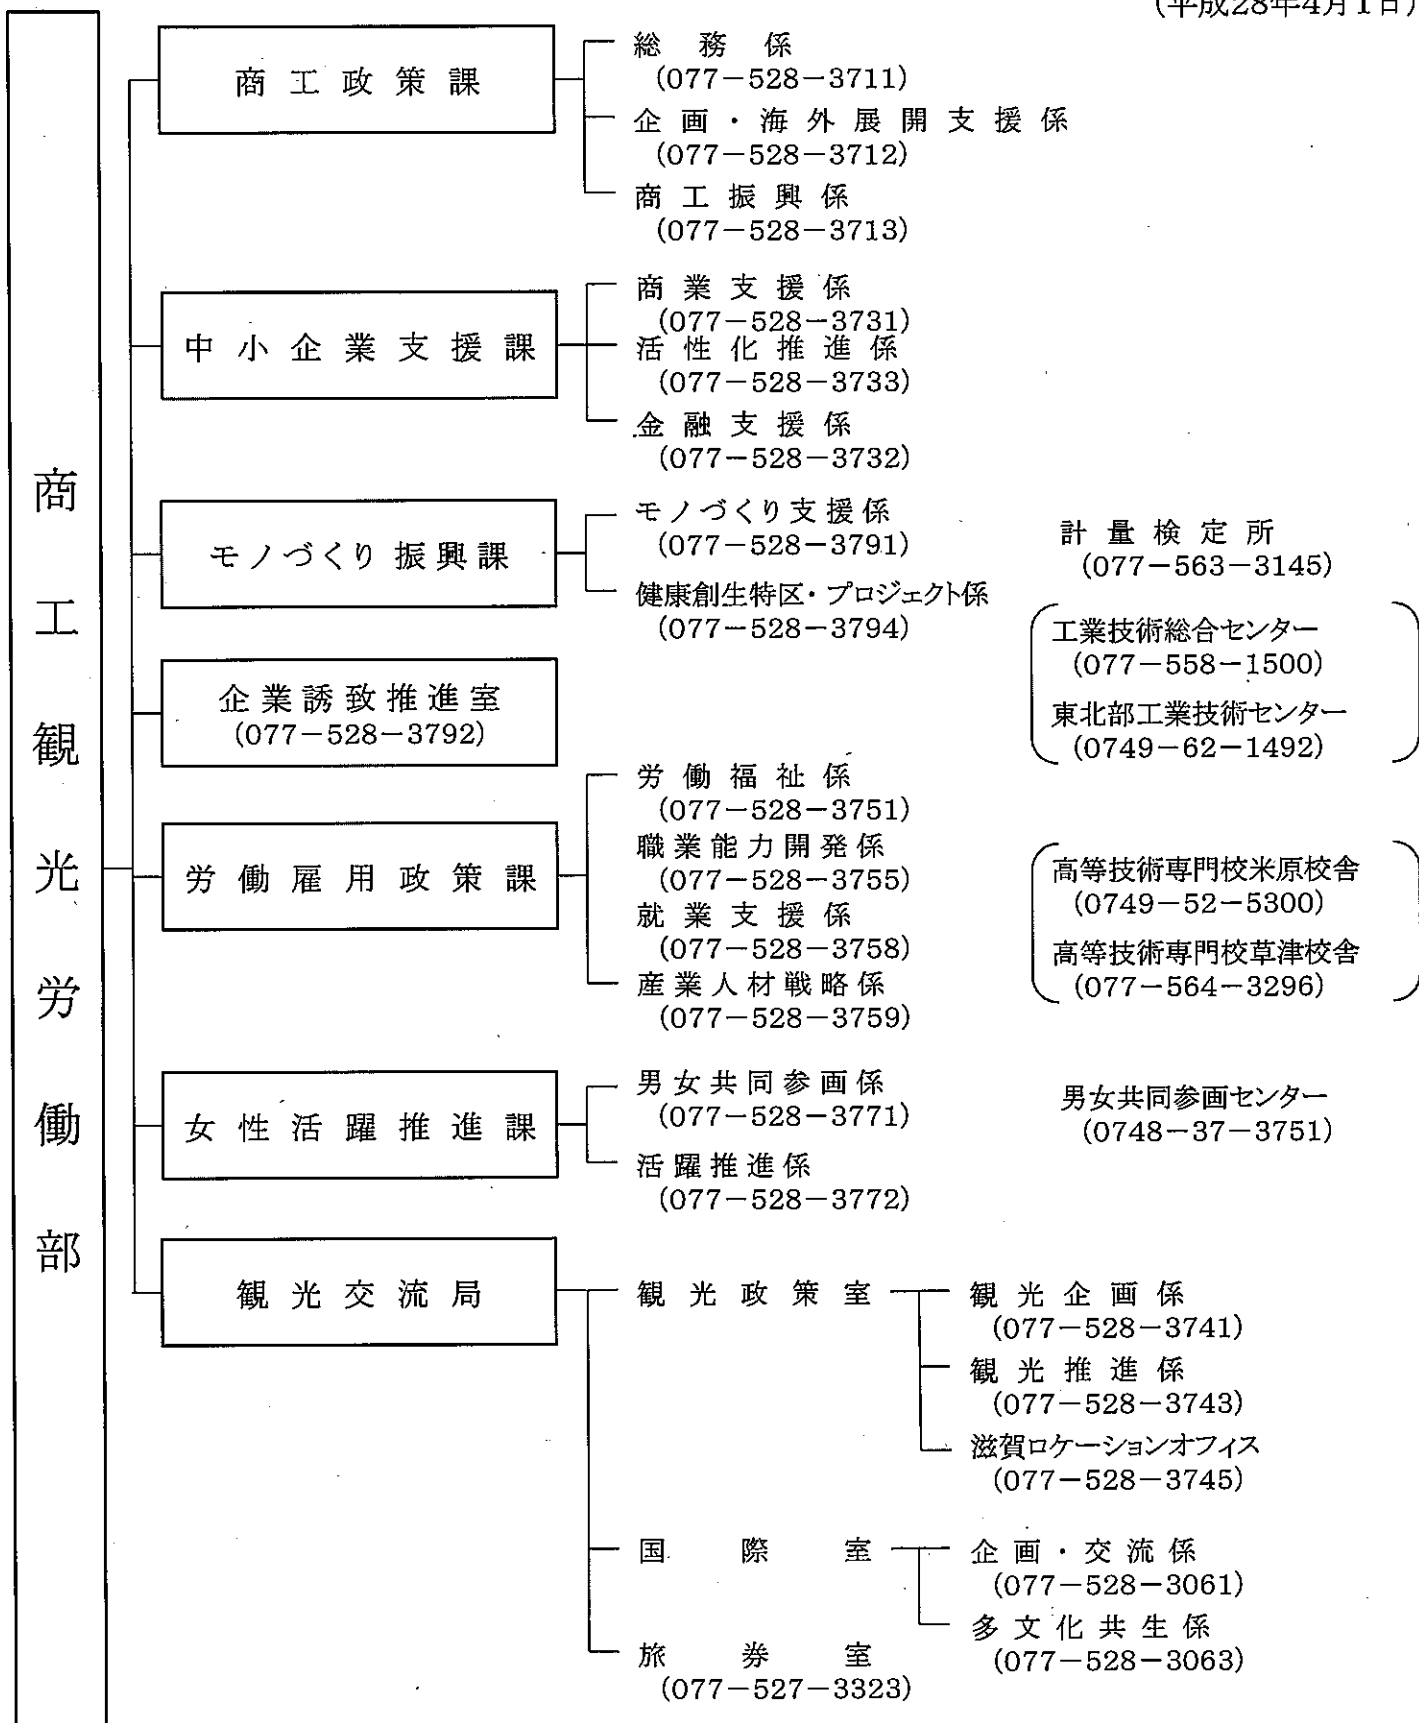 (平成28年4月1日)
商工観光労働部
商工政策課
総務係
(077－528－3711)
企画・海外展開支援係
(077－528－3712)
商工振興係
(077－528－3713)
中小企業支援課
商業支援係
(077－528－3731)
活性化推進係
(077－528－3733)
金融支援係
(077－528－3732)
モノづくり振興課
モノづくり支援係
(077－528－3791)
健康創生特区・プロジェクト係
(077－528－3794)
計量検定所
(077－563－3145)
工業技術総合センター
(077－558－1500)
東北部工業技術センター
(0749－62－1492)
企業誘致推進室
(077－528－3792)
労働雇用政策課
労働福祉係
(077－528－3751)
職業能力開発係
(077－528－3755)
就業支援係
(077－528－3758)
産業人材戦略係
(077－528－3759)
高等技術専門校米原校舎
(0749－52－5300)
高等技術専門校草津校舎
(077－564－3296)
女性活躍推進課
男女共同参画係
(077－528－3771)
活躍推進係
(077－528－3772)
男女共同参画センター
(0748－37－3751)
観光交流局
観光政策室
観光企画係
(077－528－3741)
観光推進係
(077－528－3743)
滋賀ロケーションオフィス
(077－528－3745)
国際室
企画・交流係
(077－528－3061)
多文化共生係
(077－528－3063)
旅券室
(077－527－3323)